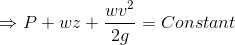 ⇒ P + wz + wv²/2g = Constant